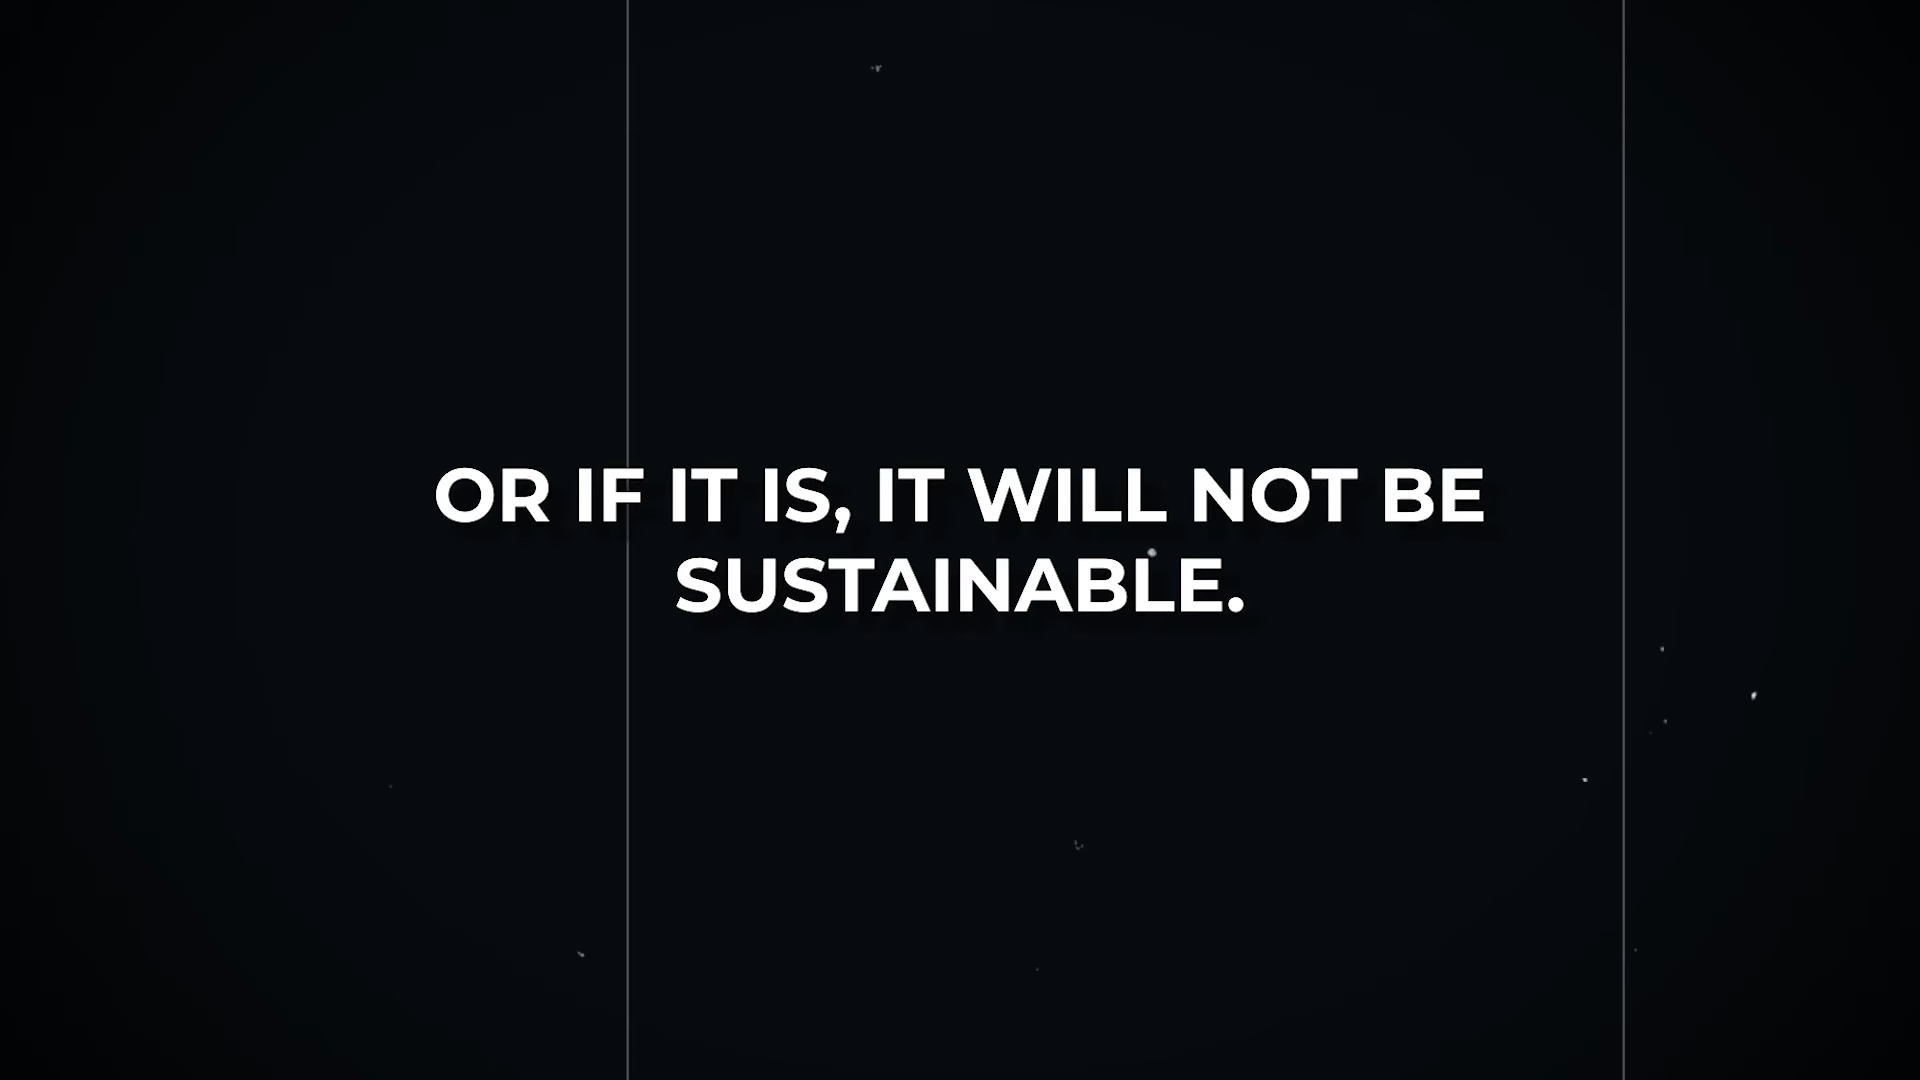 OR IF IT IS, IT WILL NOT BE
SUSTAINABLE.